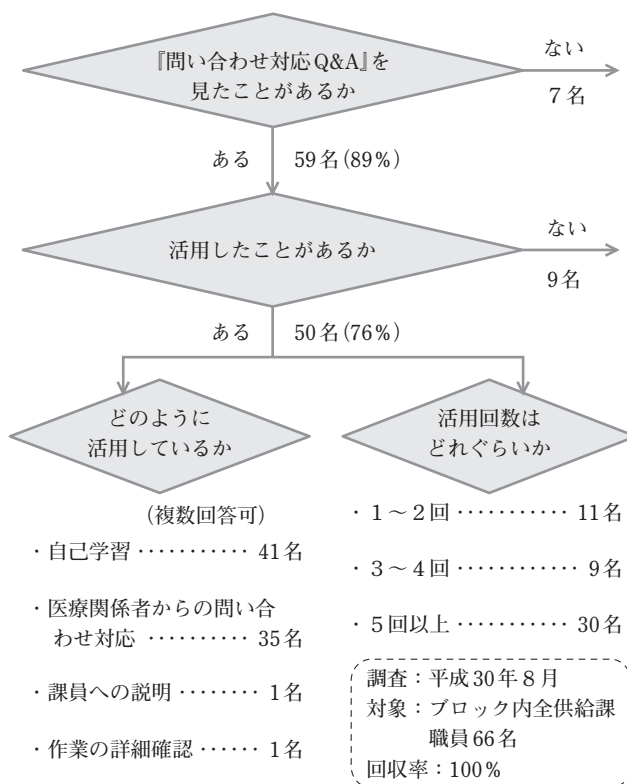 『問い合わせ対応Q&A』を
見たことがあるか
ない
7名
ある 59名(89%)
活用したことがあるか
ない
9名
ある 50名(76%)
どのように
活用しているか
(複数回答可)
・自己学習 ··········· 41名
・医療関係者からの問い合
わせ対応 ·········· 35名
・課員への説明 ········ 1名
・作業の詳細確認 ······ 1名
活用回数は
どれぐらいか
・1～2回 ··········· 11名
・3～4回 ············ 9名
・5回以上 ··········· 30名
調査：平成30年8月
対象：ブロック内全供給課
職員66名
回収率：100%